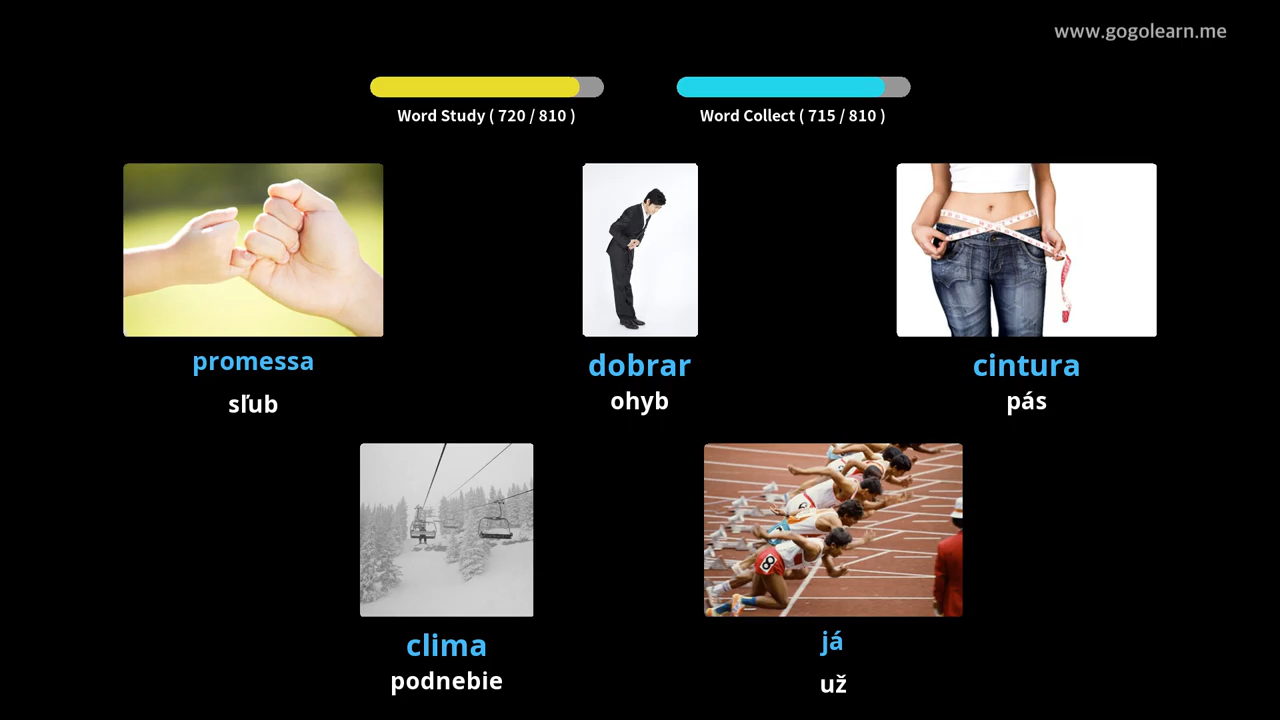 www.gogolearn.me
Word Study ( 720 / 810 )
Word Collect ( 715 / 810 )
promessa
sľub
dobrar
ohyb
cintura
pás
clima
podnebie
já
už